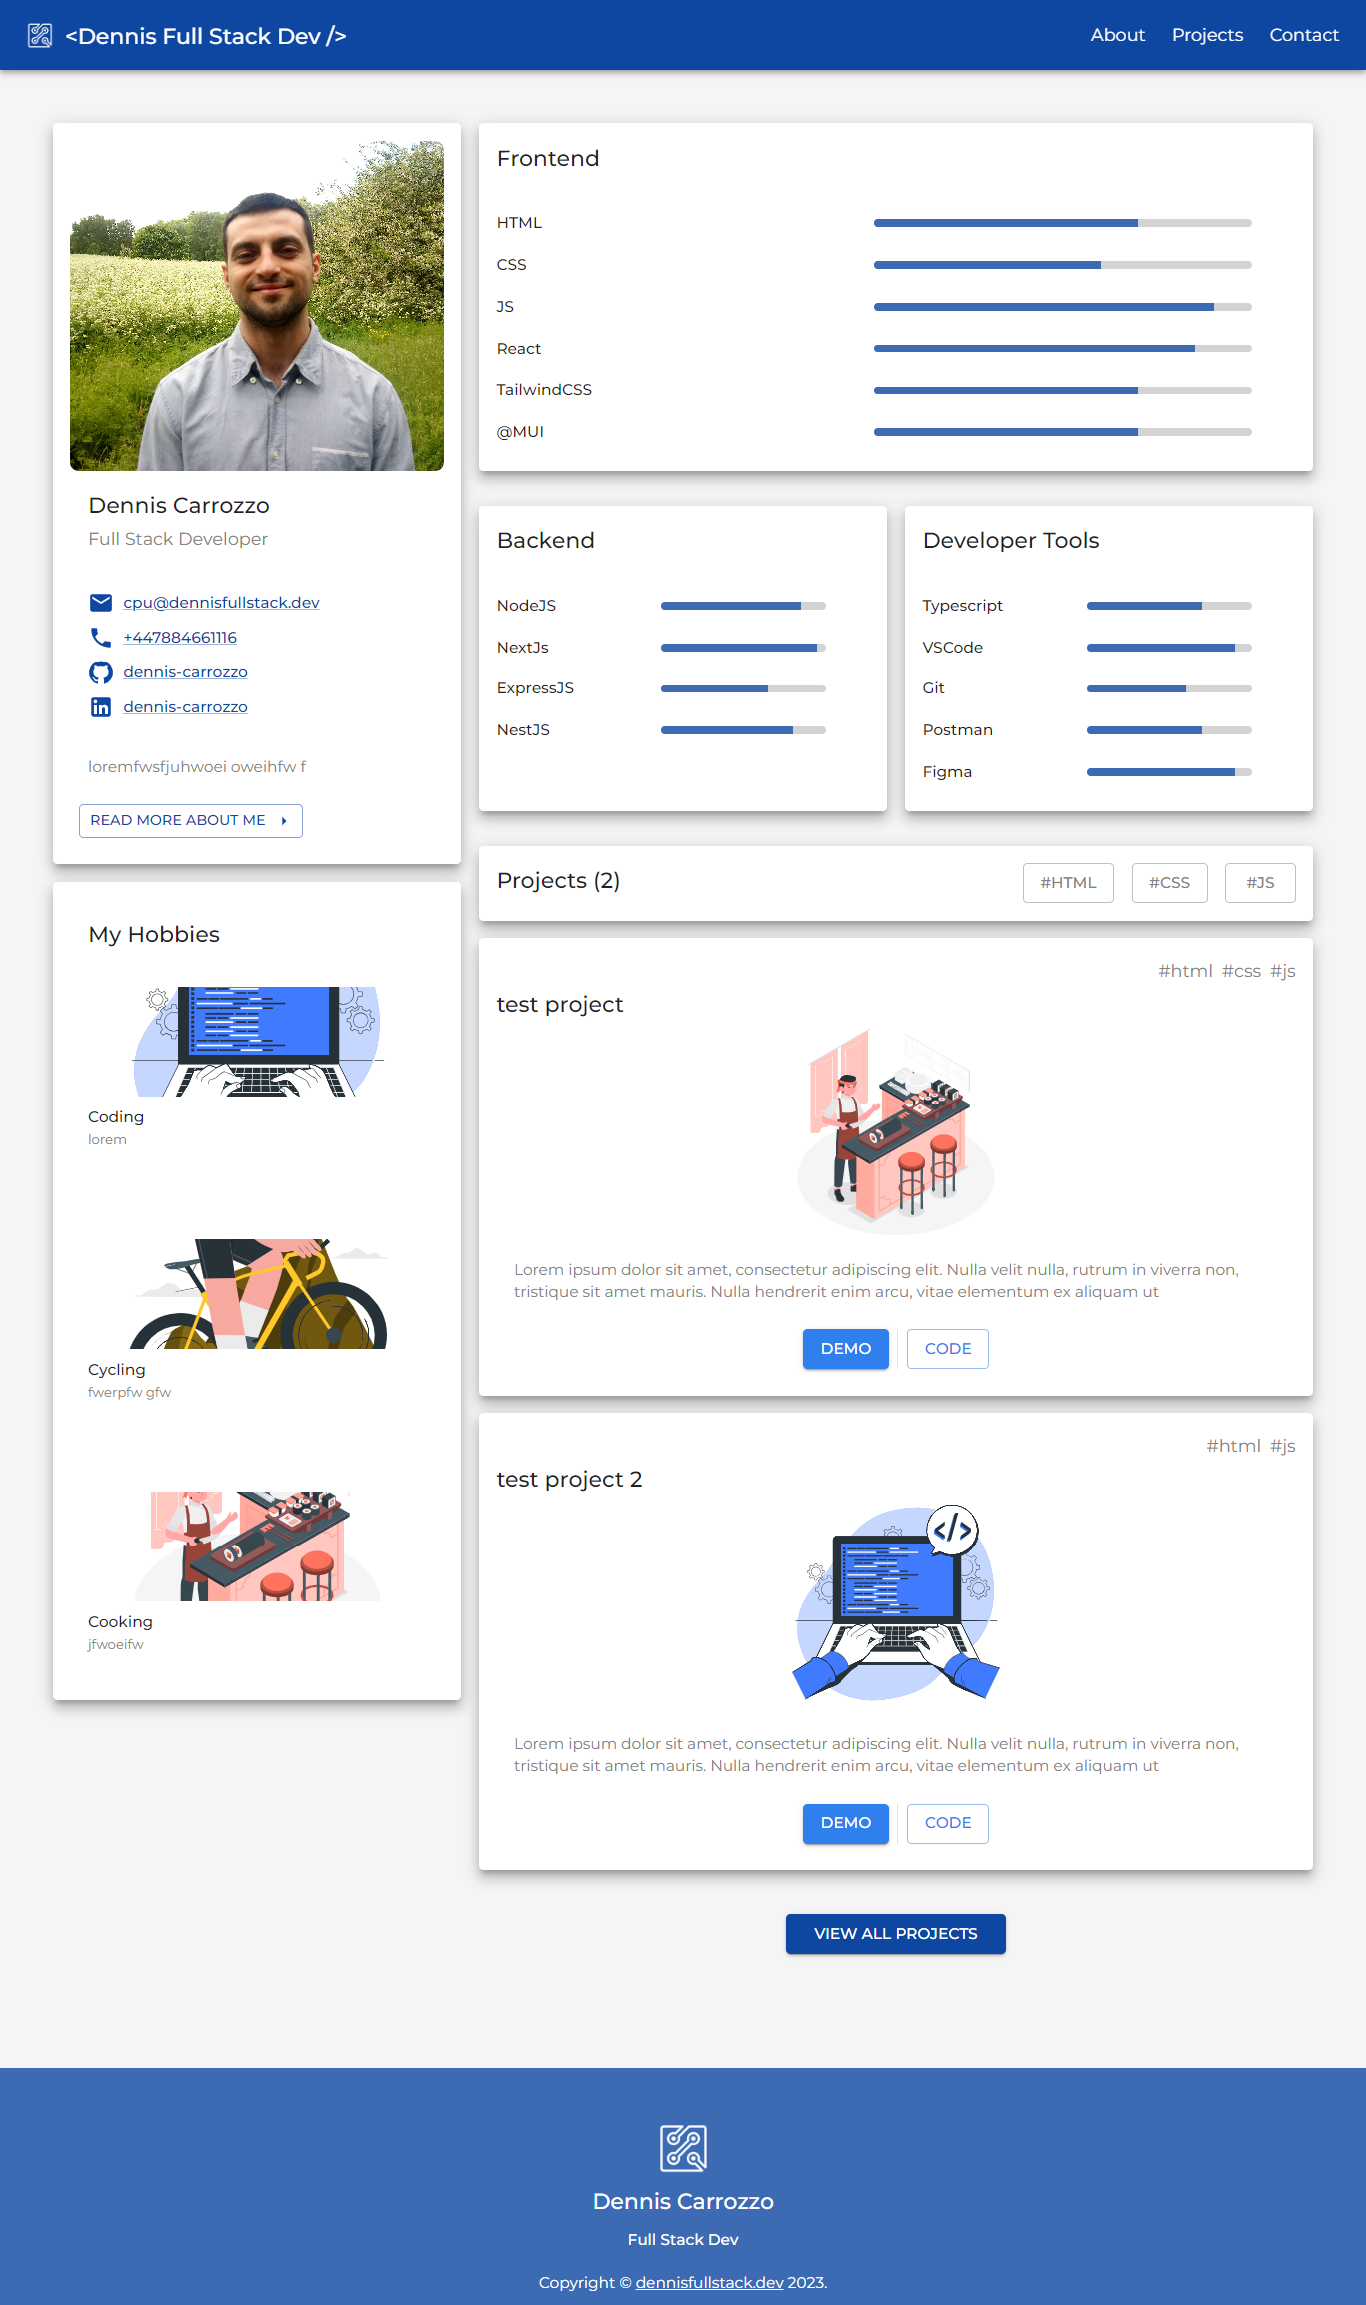 <Dennis Full Stack Dev />
About
Projects
Contact
Dennis Carrozzo
Full Stack Developer
cpu@dennisfullstack.dev
+447884661116
dennis-carrozzo
dennis-carrozzo
loremfwsfjuhwoei oweihfw f
READ MORE ABOUT ME
My Hobbies
Coding
lorem
Cycling
fwerpfw gfw
Cooking
jfwoeifw
Frontend
HTML
CSS
JS
React
TailwindCSS
@MUI
Backend
NodeJS
NextJs
ExpressJS
NestJS
Developer Tools
Typescript
VSCode
Git
Postman
Figma
Projects (2)
#HTML
#CSS
#JS
#html #css #js
test project
Lorem ipsum dolor sit amet, consectetur adipiscing elit. Nulla velit nulla, rutrum in viverra non,
tristique sit amet mauris. Nulla hendrerit enim arcu, vitae elementum ex aliquam ut
DEMO
CODE
#html #js
test project 2
</>
Lorem ipsum dolor sit amet, consectetur adipiscing elit. Nulla velit nulla, rutrum in viverra non,
tristique sit amet mauris. Nulla hendrerit enim arcu, vitae elementum ex aliquam ut
DEMO
CODE
VIEW ALL PROJECTS
Dennis Carrozzo
Full Stack Dev
Copyright © dennisfullstack.dev 2023.